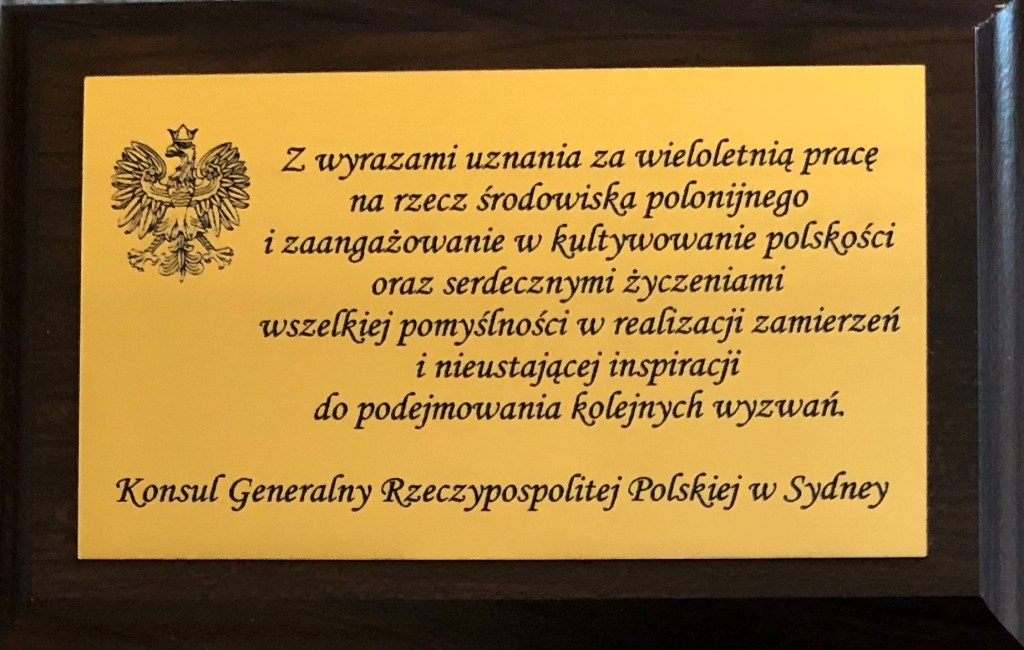 Z wyrazami uznania za wieloletnią pracę
na rzecz środowiska polonijnego
i zaangażowanie w kultywowanie polskości
oraz serdecznymi życzeniami
wszelkiej pomyślności w realizacji zamierzeń
i nieustającej inspiracji
do podejmowania kolejnych wyzwań.
Konsul Generalny Rzeczypospolitej Polskiej w Sydney